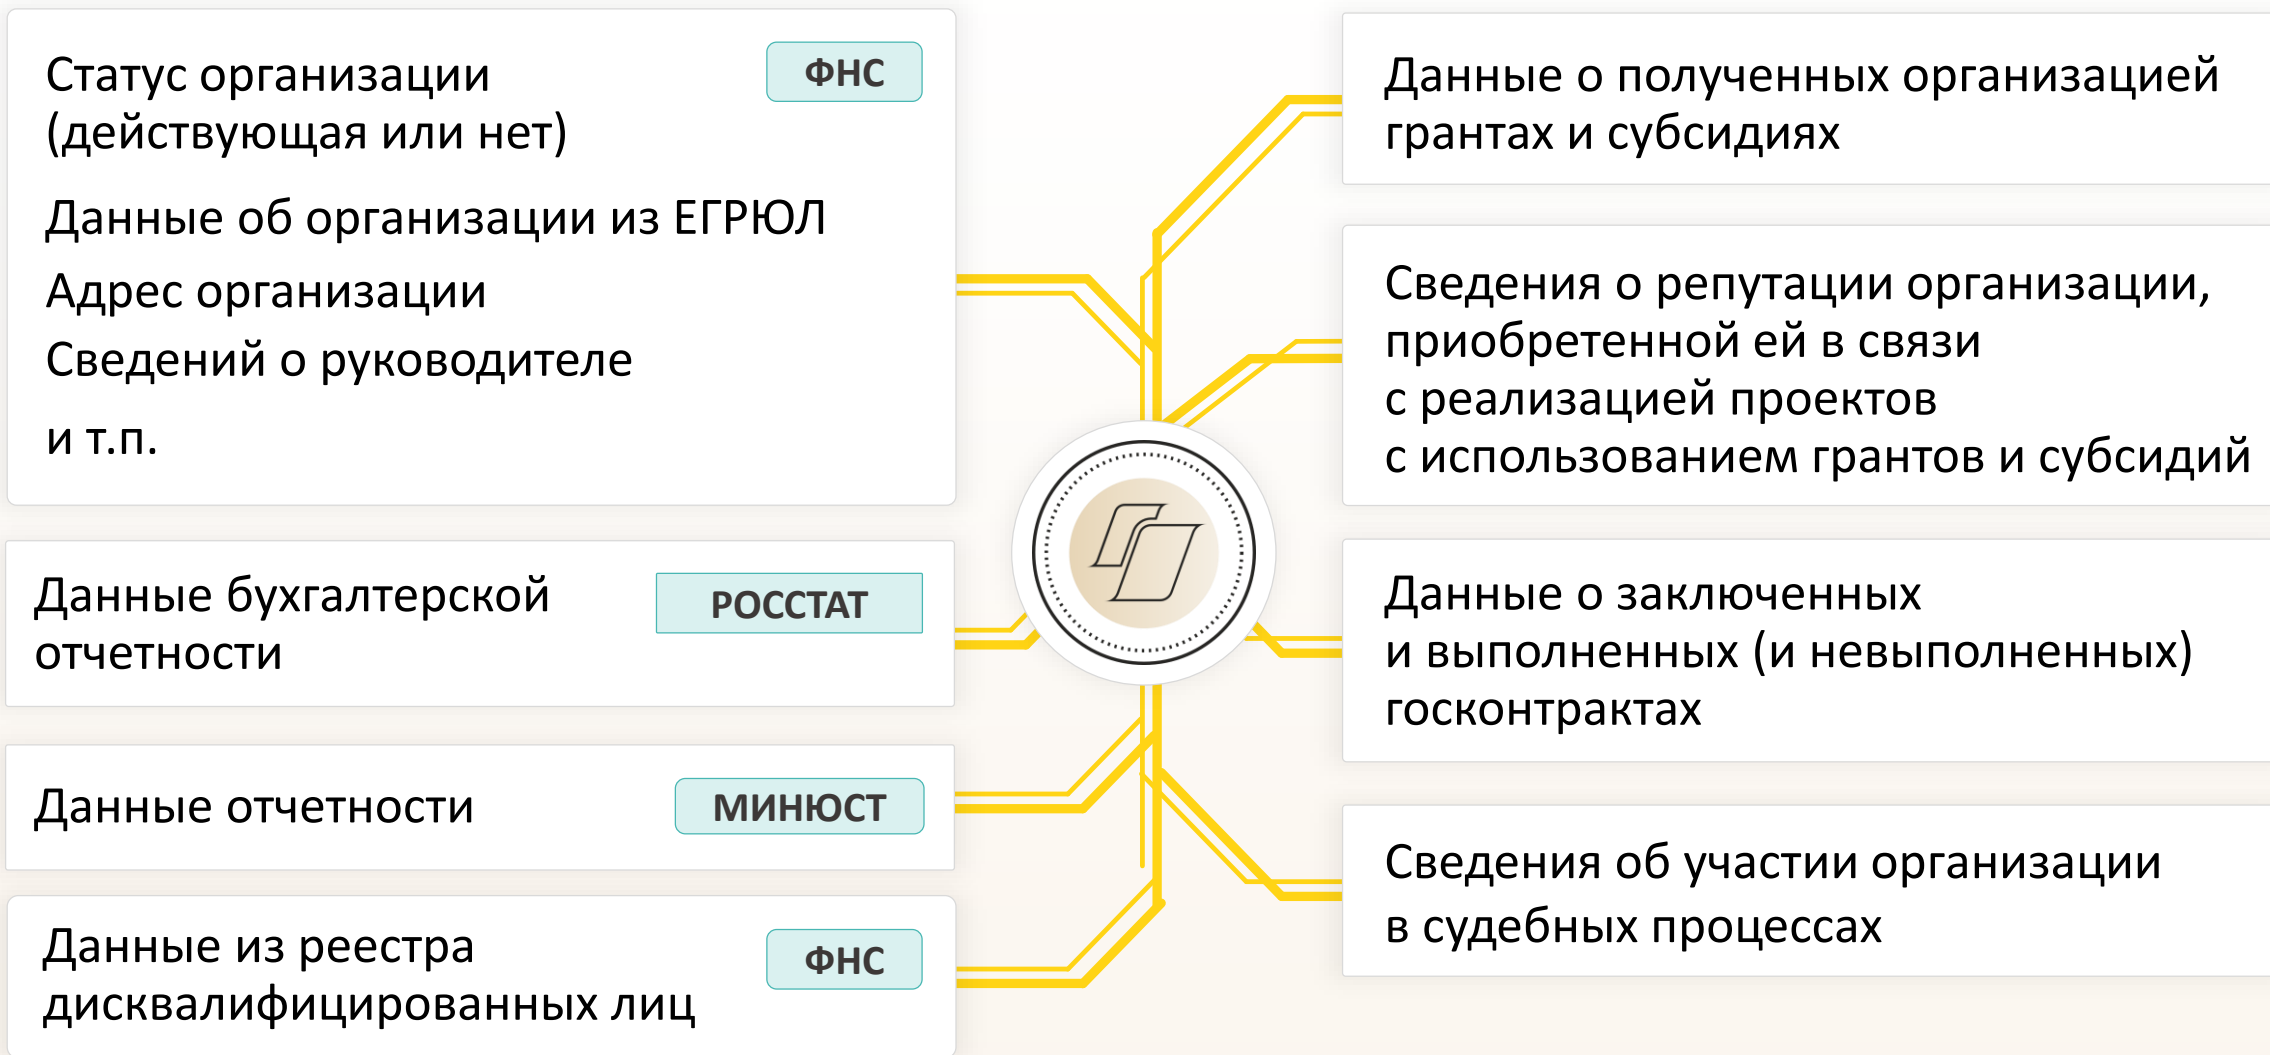 Статус организации
(действующая или нет)
ФНС
Данные об организации из ЕГРЮЛ
Адрес организации
Сведений о руководителе
и т.п.
Данные бухгалтерской
отчетности
РОССТАТ
Данные отчетности
МИНЮСТ
Данные из реестра
дисквалифицированных лиц
ФНС
Данные о полученных организацией
грантах и субсидиях
Сведения о репутации организации,
приобретенной ей в связи
с реализацией проектов
с использованием грантов и субсидий
Данные о заключенных
и выполненных (и невыполненных)
госконтрактах
Сведения об участии организации
в судебных процессах